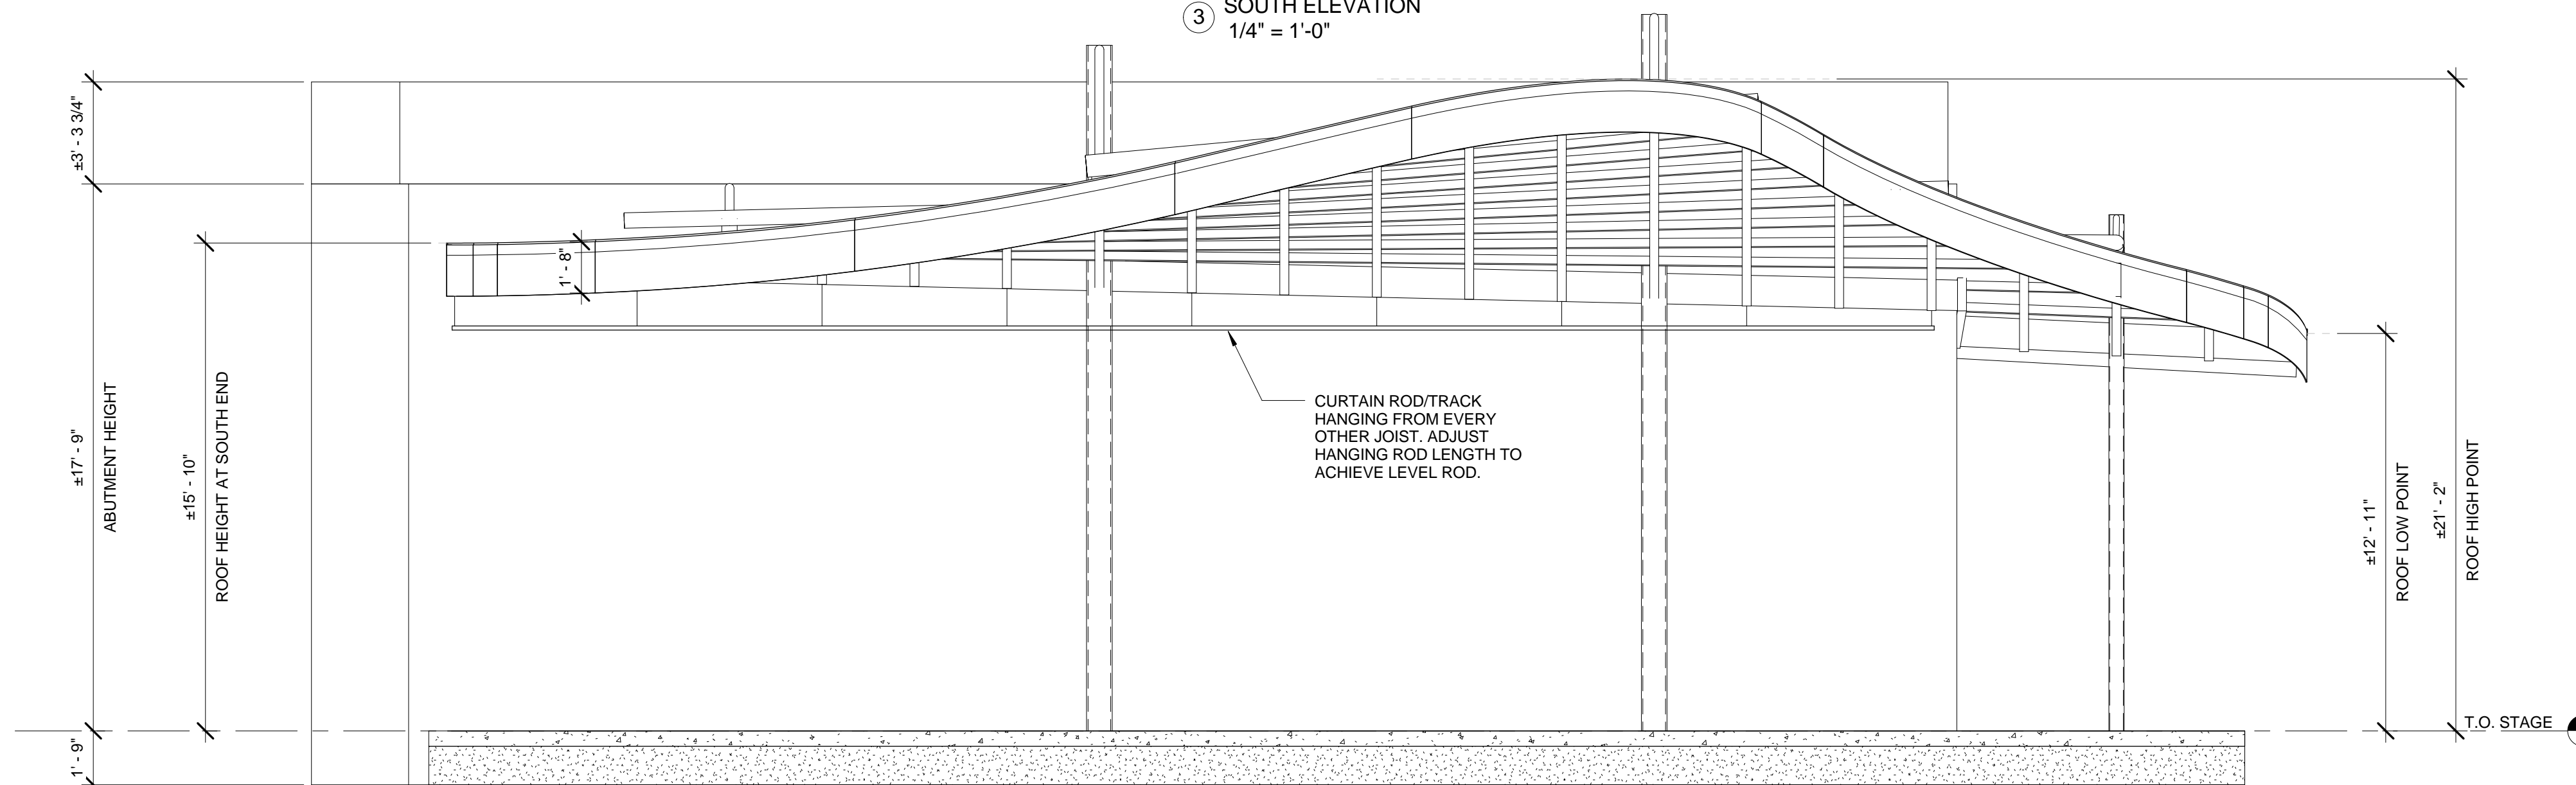 3
SOUTH ELEVATION
1/4" = 1'-0"
±3' - 3 3/4"
±17' - 9"
ABUTMENT HEIGHT
1' - 9"
±15' - 10"
ROOF HEIGHT AT SOUTH END
1' - 8"
CURTAIN ROD/TRACK
HANGING FROM EVERY
OTHER JOIST. ADJUST
HANGING ROD LENGTH TO
ACHIEVE LEVEL ROD.
±12' - 11"
ROOF LOW POINT
±21' - 2"
ROOF HIGH POINT
T.O. STAGE